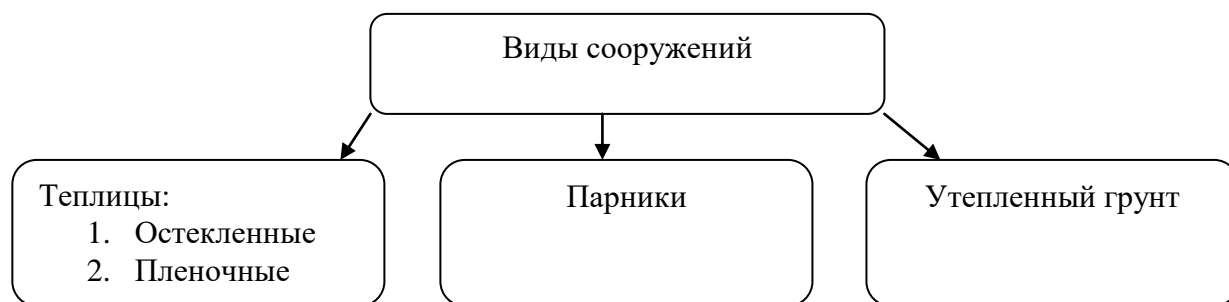 Виды сооружений
Теплицы:
1. Остекленные
2. Пленочные
Парники
Утепленный грунт